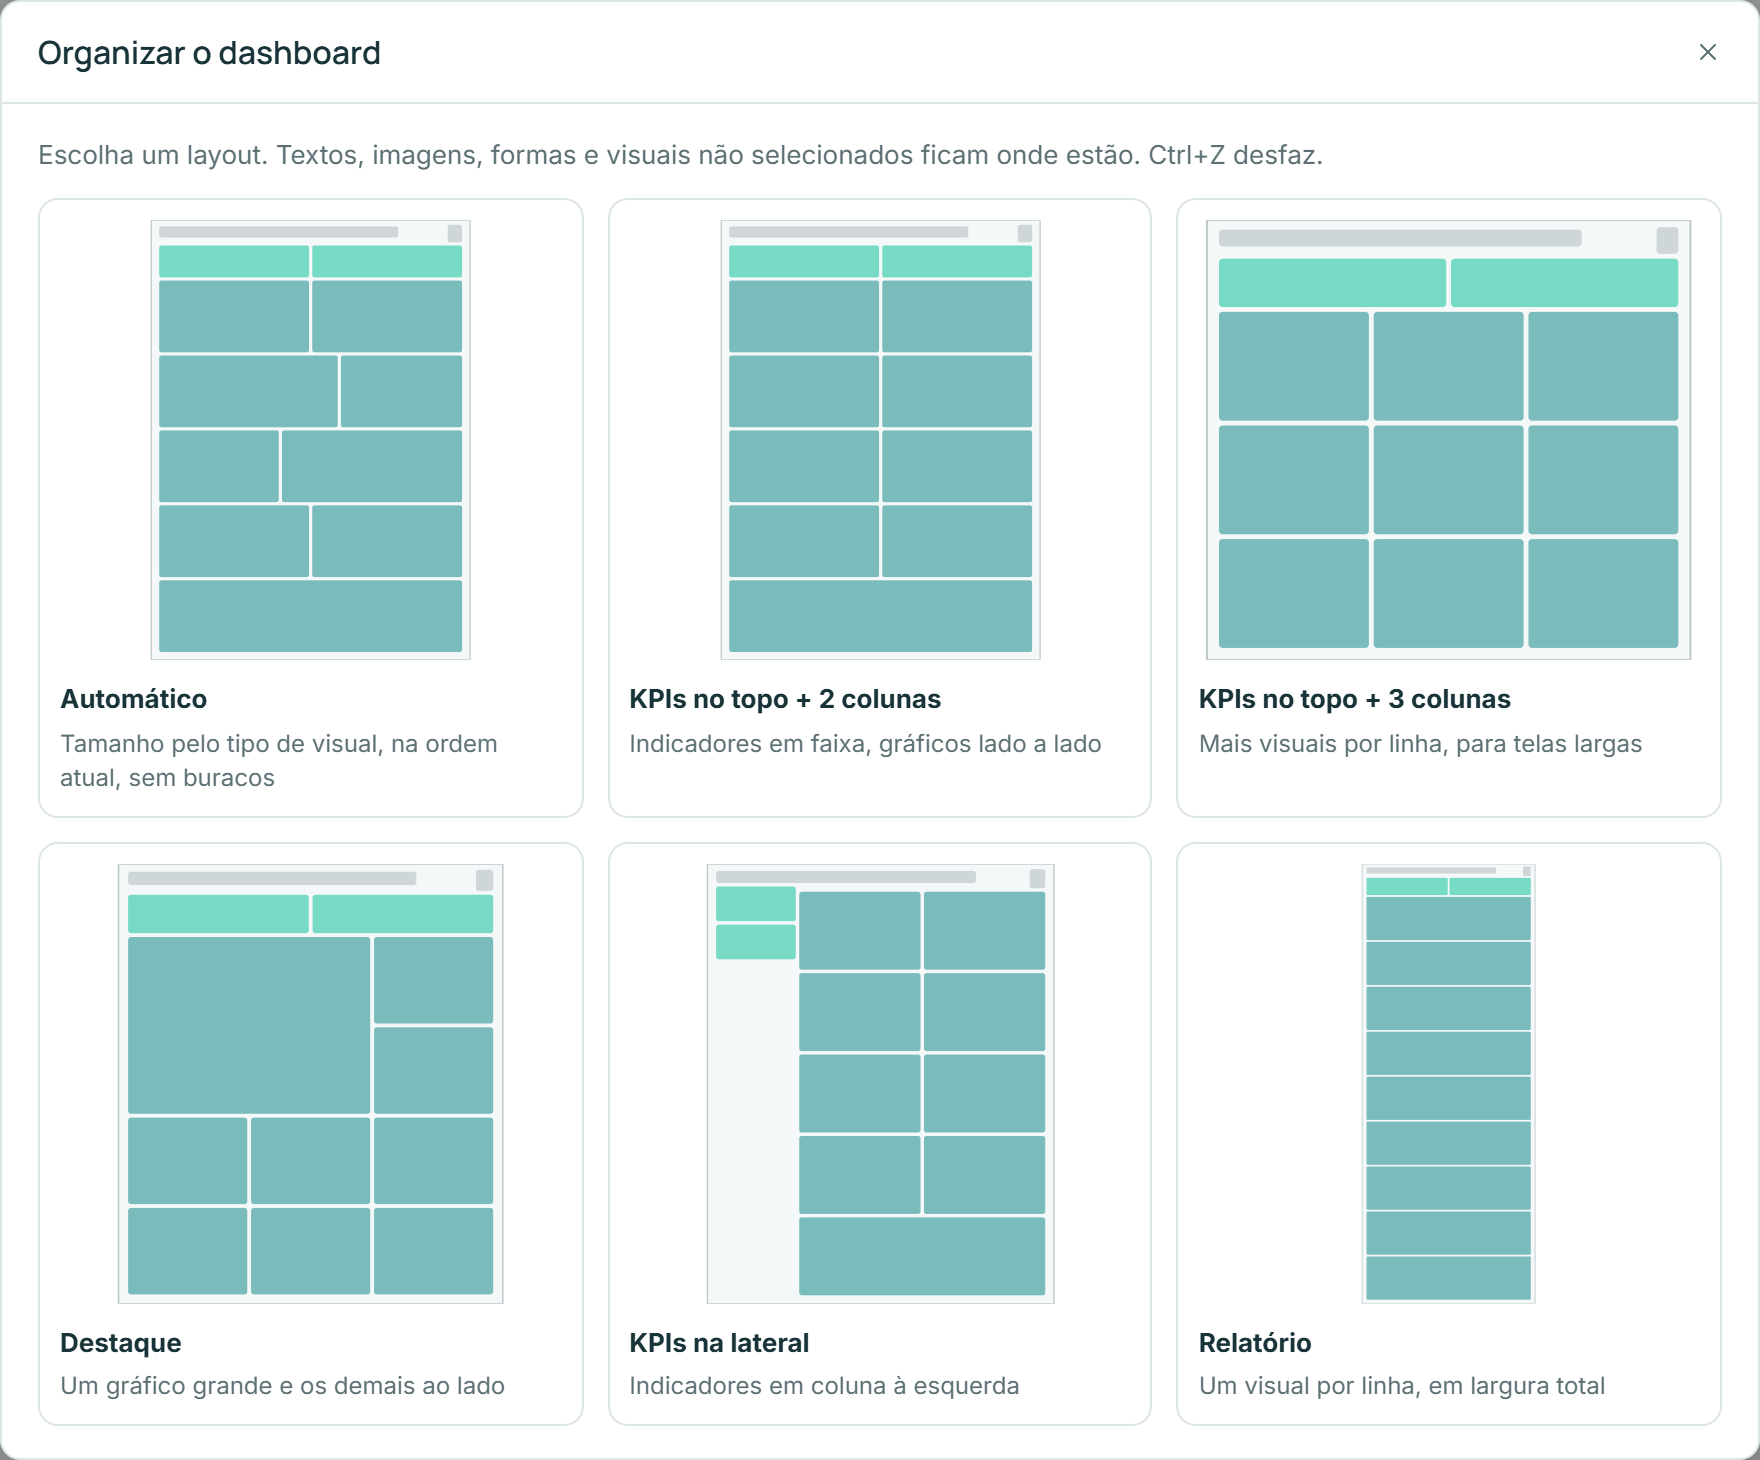 Organizar o dashboard
Escolha um layout. Textos, imagens, formas e visuais não selecionados ficam onde estão. Ctrl+Z desfaz.
Automático
Tamanho pelo tipo de visual, na ordem
atual, sem buracos
KPIs no topo + 2 colunas
Indicadores em faixa, gráficos lado a lado
KPIs no topo + 3 colunas
Mais visuais por linha, para telas largas
Destaque
Um gráfico grande e os demais ao lado
KPIs na lateral
Indicadores em coluna à esquerda
Relatório
Um visual por linha, em largura total